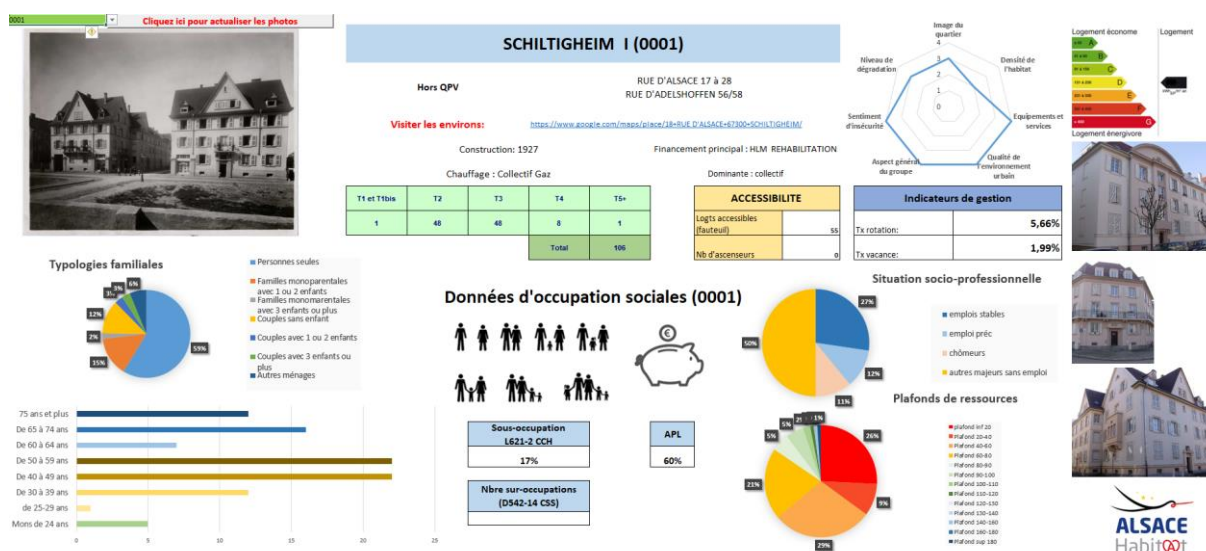 0001
Cliquez ici pour actualiser les photos
SCHILTIGHEIM I (0001)
Hors QPV
RUE D'ALSACE 17 à 28
RUE D'ADELSHOFFEN 56/58
Visiter les environs:
https://www.google.com/maps/place/18+RUE D'ALSACE+67300+SCHILTIGHEIM/
Construction: 1927
Financement principal : HLM REHABILITATION
Chauffage : Collectif Gaz
Dominante : collectif
T1 et T1bis
T2
T3
T4
T5+
1
48
48
8
1
Total
106
ACCESSIBILITE
Logts accessibles
(fauteuil)
ss
Nb d'ascenseurs
0
Indicateurs de gestion
Tx rotation:
5,66%
Tx vacance:
1,99%
Image du
quartier
Densité de
l'habitat
Equipements et
services
Qualité de
l'environnement
urbain
Aspect général
du groupe
Sentiment
d'insécurité
Niveau de
dégradation
4
3
2
1
0
Logement économe
Logement
A
B
C
D
E
F
G
Logement énergivore
Typologies familiales
Personnes seules
Familles monoparentales
avec 1 ou 2 enfants
Familles monomarentales
avec 3 enfants ou plus
Couples sans enfant
Couples avec 1 ou 2 enfants
Couples avec 3 enfants ou
plus
Autres ménages
59%
15%
2%
12%
3%
3%
6%
75 ans et plus
De 65 à 74 ans
De 60 à 64 ans
De 50 à 59 ans
De 40 à 49 ans
De 30 à 39 ans
de 25-29 ans
Mons de 24 ans
0
5
10
15
20
25
Données d'occupation sociales (0001)
€
Sous-occupation
L621-2 CCH
17%
APL
60%
Nbre sur-occupations
(D542-14 CSS)
Situation socio-professionnelle
27%
12%
11%
50%
emplois stables
emploi préc
chômeurs
autres majeurs sans emploi
Plafonds de ressources
26%
9%
29%
21%
5%
5%
1%
plafond inf 20
Plafond 20-40
Plafond 40-60
Plafond 60-80
Plafond 80-90
Plafond 90-100
Plafond 100-110
Plafond 110-120
Plafond 120-130
Plafond 130-140
Plafond 140-160
Plafond 160-180
Plafond sup 180
ALSACE
Habitat